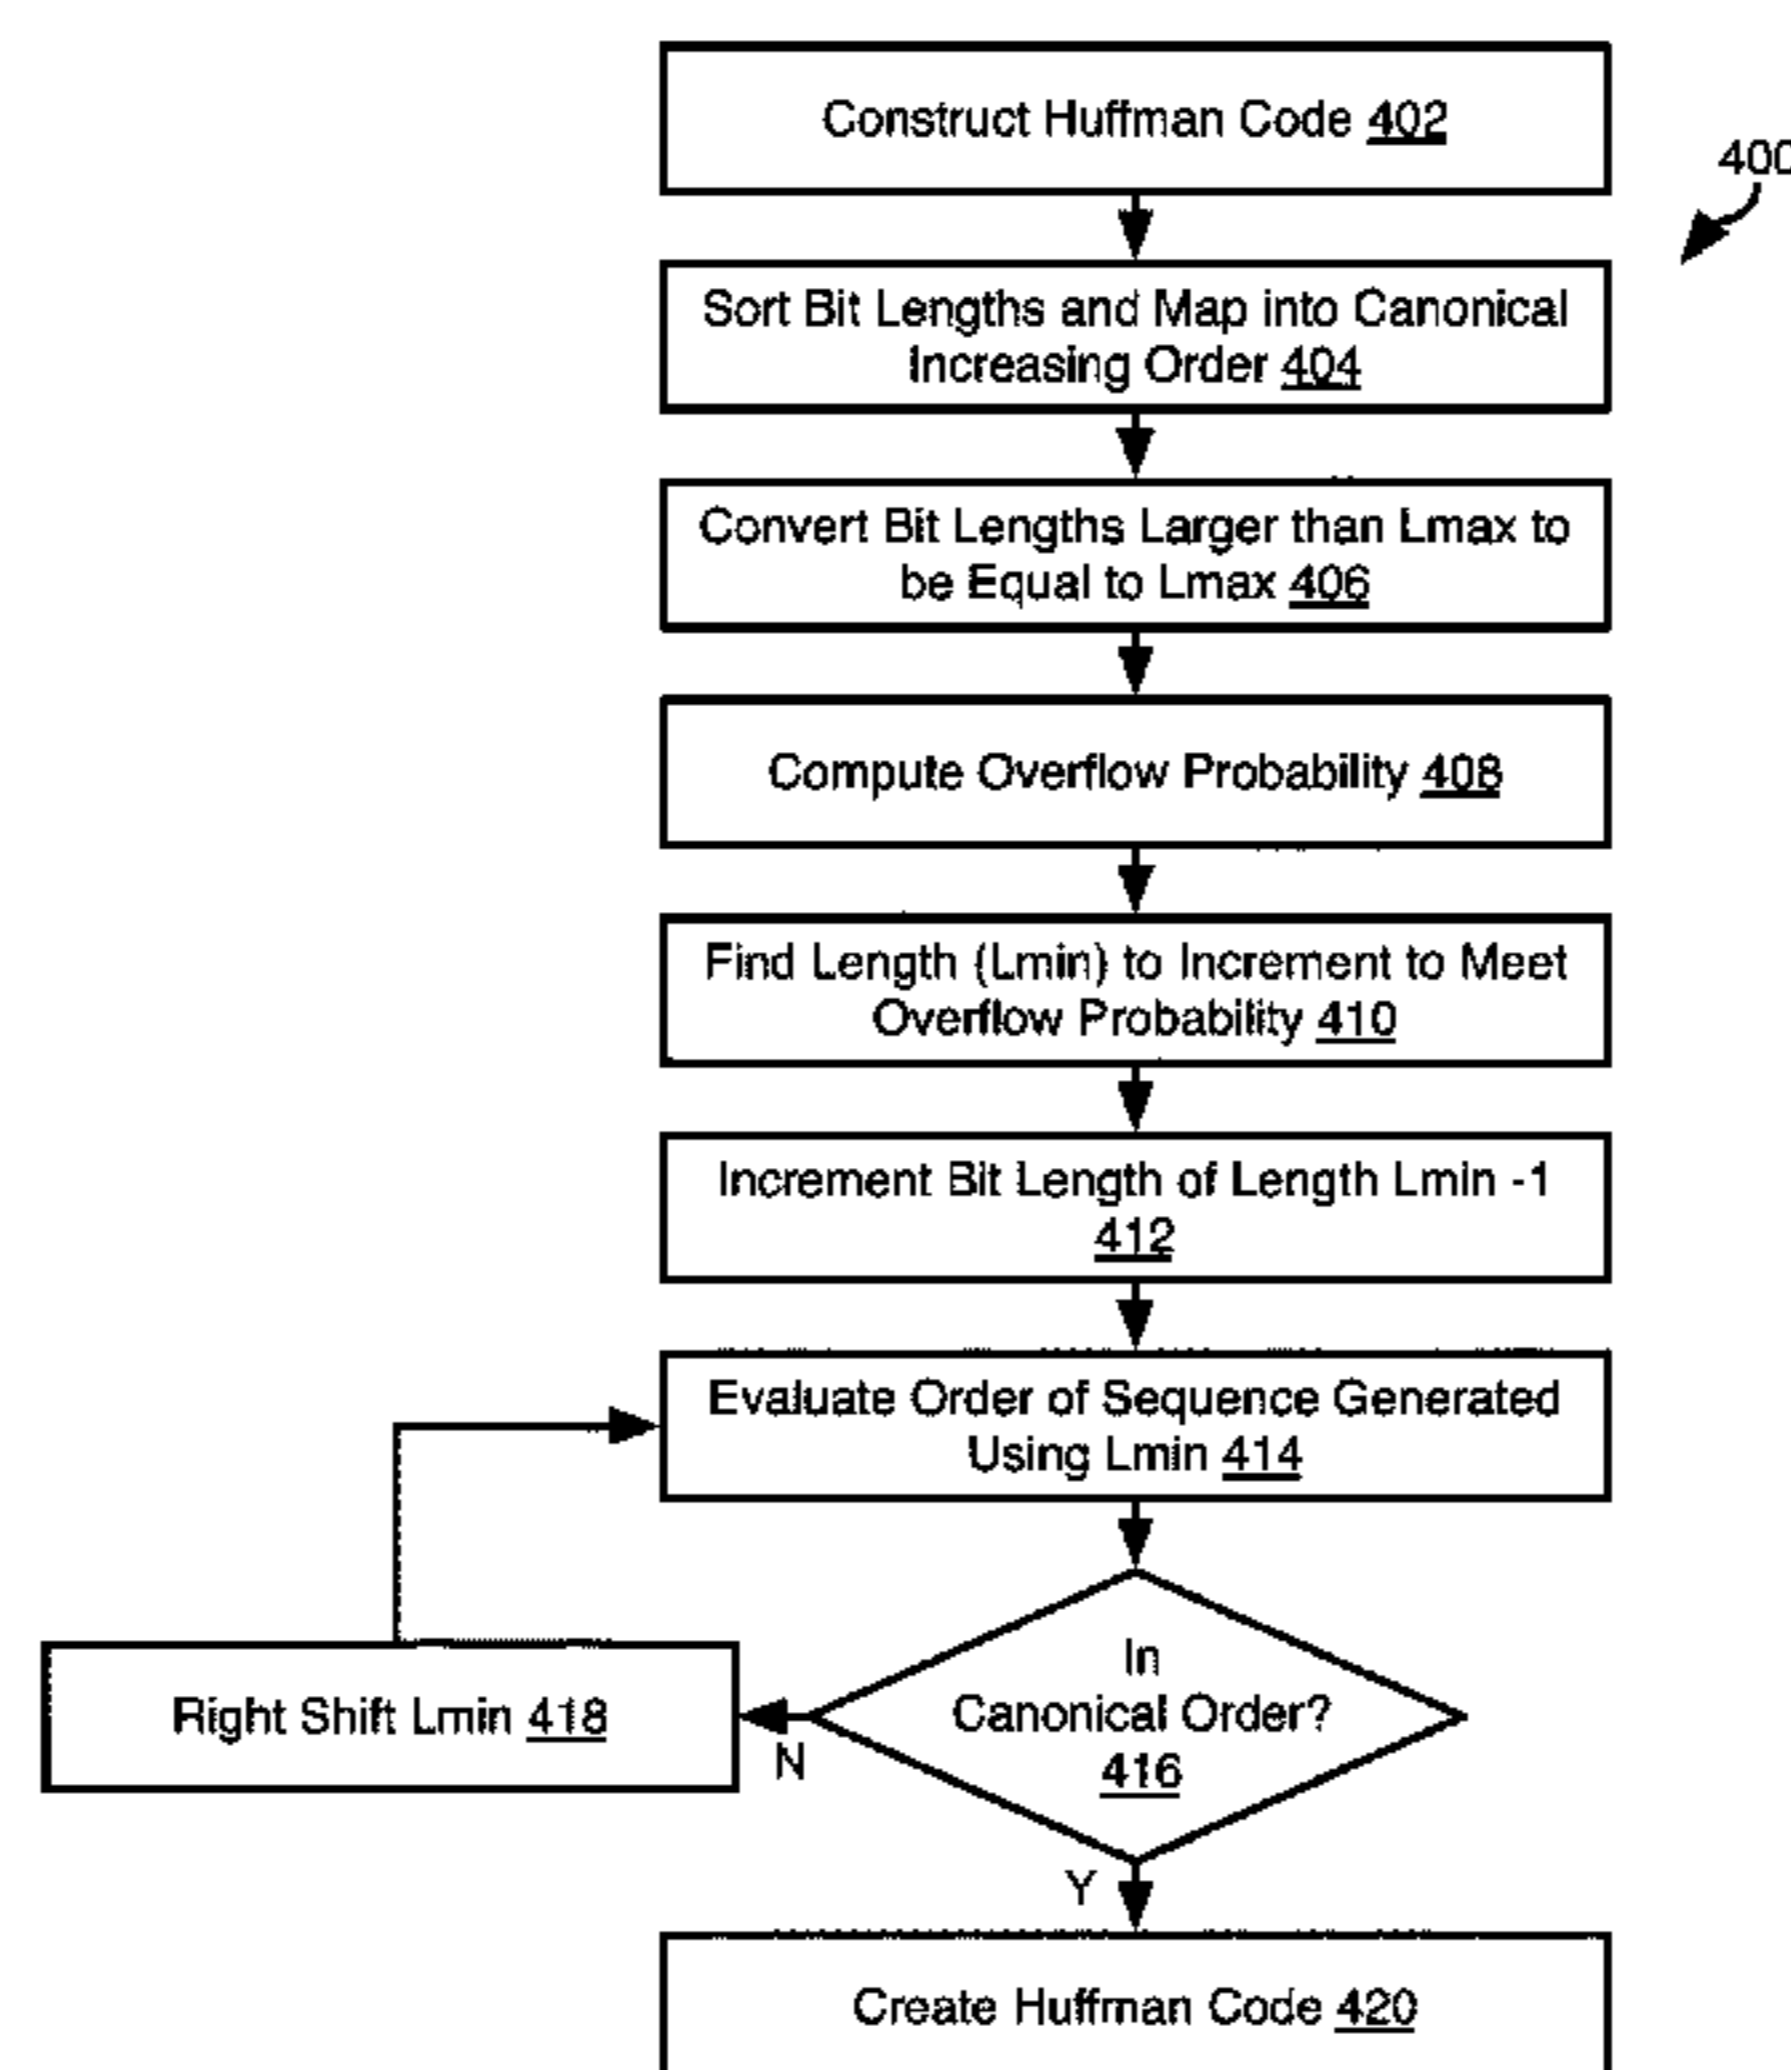 Construct Huffman Code 402
400
Sort Bit Lengths and Map into Canonical
Increasing Order 404
Convert Bit Lengths Larger than Lmax to
be Equal to Lmax 406
Compute Overflow Probability 408
Find Length (Lmin) to Increment to Meet
Overflow Probability 410
Increment Bit Length of Length Lmin -1
412
Evaluate Order of Sequence Generated
Using Lmin 414
In
Canonical Order?
416
Right Shift Lmin 418
N
Y
Create Huffman Code 420